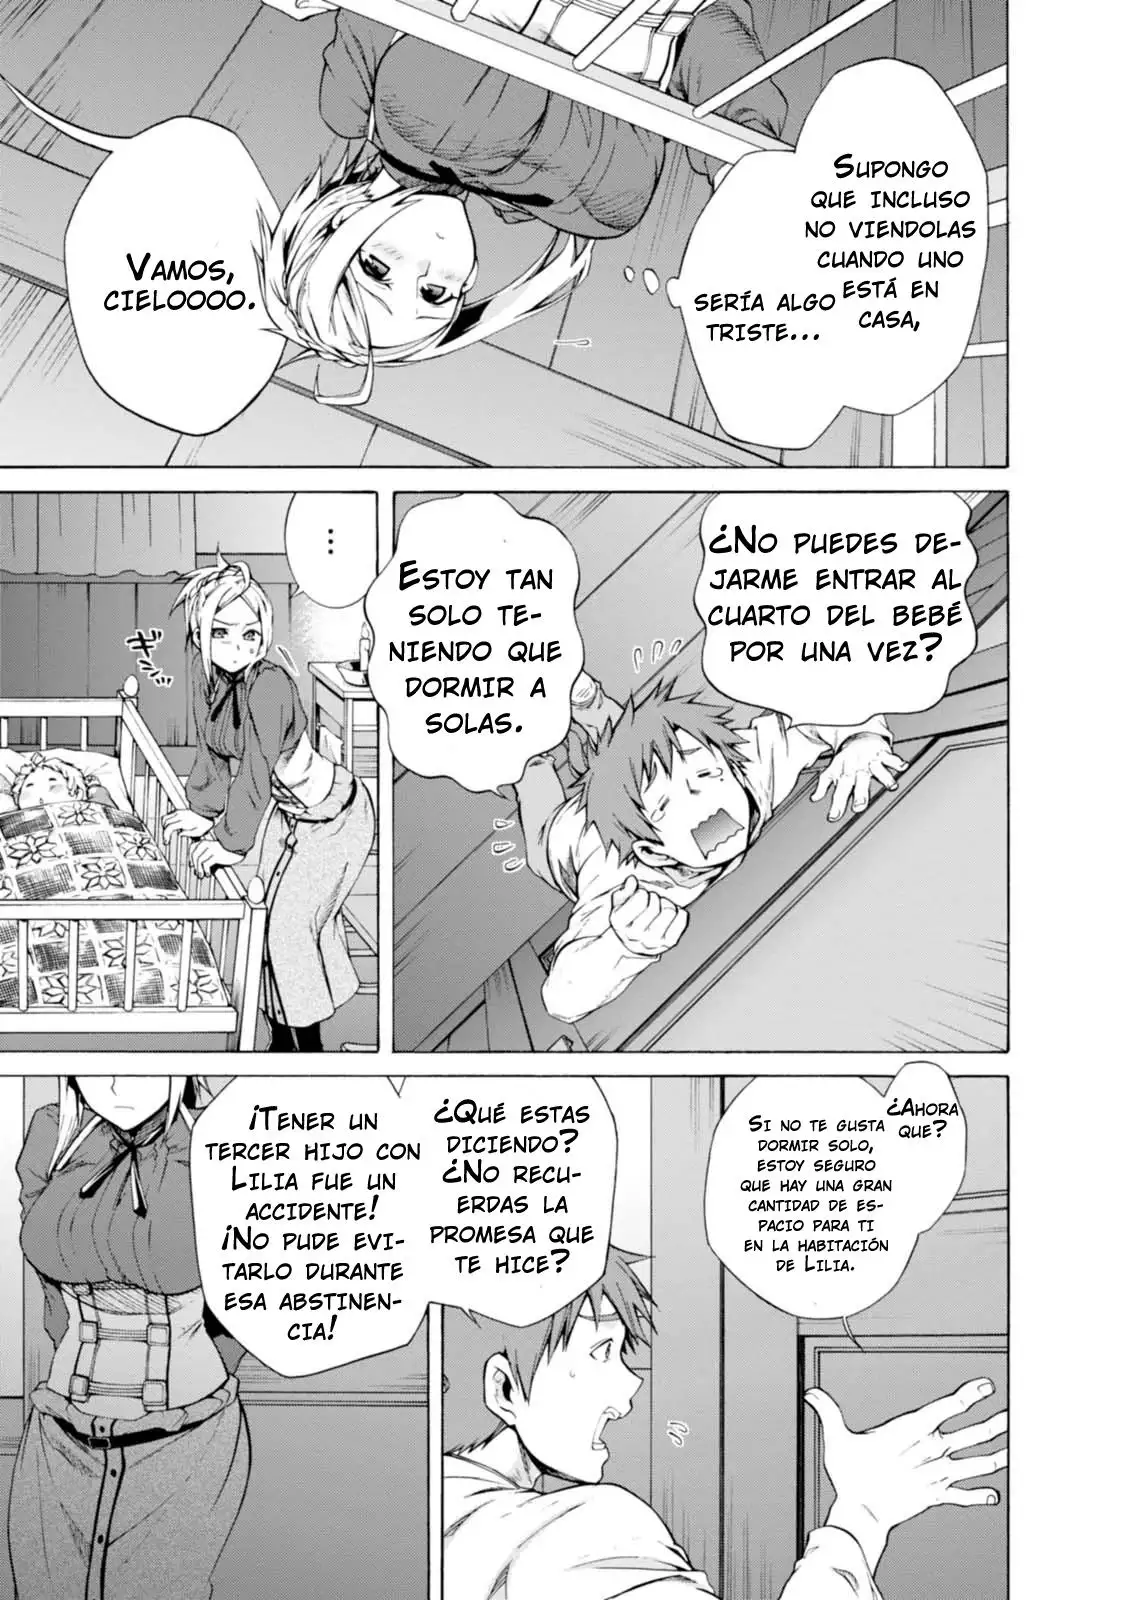 SUPONGO
QUE INCLUSO
NO VIENDOLAS
CUANDO UNO
ESTÁ EN
CASA,
SERÍA ALGO
TRISTE...
VAMOS,
CIELOOOO.
¿NO PUEDES DE-
JARME ENTRAR AL
CUARTO DEL BEBÉ
POR UNA VEZ?
ESTOY TAN
SOLO TE-
NIENDO QUE
DORMIR A
SOLAS.
...
ギシッ
¿AHORA
QUE?
SI NO TE GUSTA
DORMIR SOLO,
ESTOY SEGURO
QUE HAY UNA GRAN
CANTIDAD DE ES-
PACIO PARA TI
EN LA HABITACIÓN
DE LILIA.
¿QUÉ ESTAS
DICIENDO?
¿NO RECU-
ERDAS LA
PROMESA QUE
TE HICE?
¡TENER UN
TERCER HIJO CON
LILIA FUE UN
ACCIDENTE!
¡NO PUDE EVI-
TARLO DURANTE
ESA ABSTINEN-
CIA!